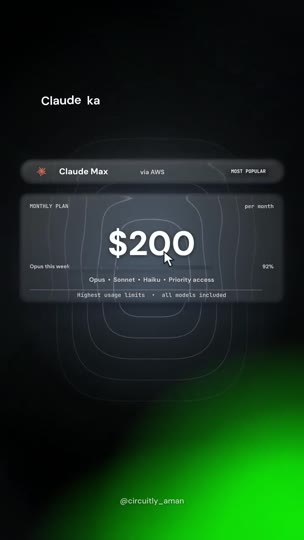 Claude ka
Claude Max via AWS MOST POPULAR
MONTHLY PLAN per month
$200
Opus this week 92%
Opus • Sonnet • Haiku • Priority access
Highest usage limits • all models included
@circuitly_aman